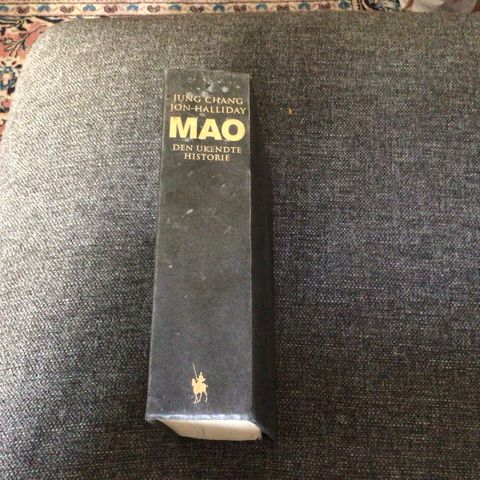 JUNG CHANG
JON HALLIDAY
MAO
DEN UKENDTE
HISTORIE